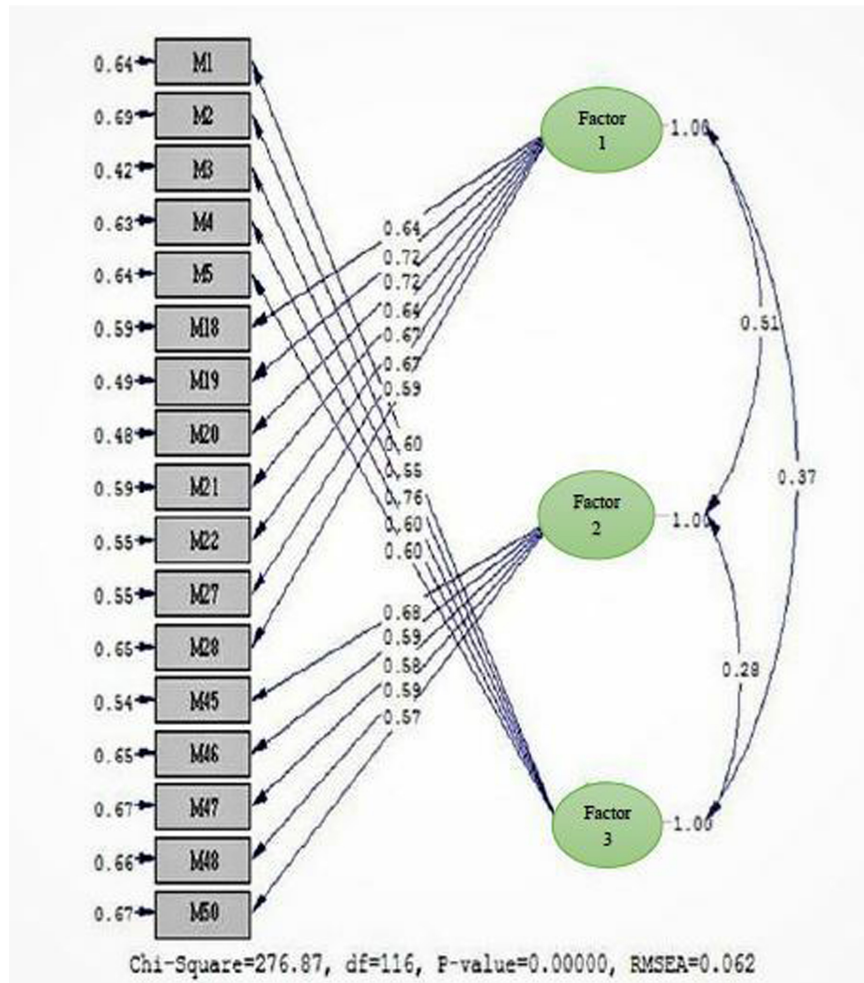 0.64 M1
0.69 M2
0.42 M3
0.63 M4
0.64 M5
0.59 M18
0.49 M19
0.48 M20
0.59 M21
0.55 M22
0.55 M27
0.65 M28
0.54 M45
0.65 M46
0.67 M47
0.66 M48
0.67 M50
0.64
0.72
0.72
0.64
0.67
0.67
0.59
0.60
0.55
0.76
0.60
0.60
0.68
0.59
0.58
0.59
0.57
Factor
1
1.00
Factor
2
1.00
Factor
3
1.00
0.51
0.37
0.28
Chi-Square=276.87, df=116, P-value=0.00000, RMSEA=0.062